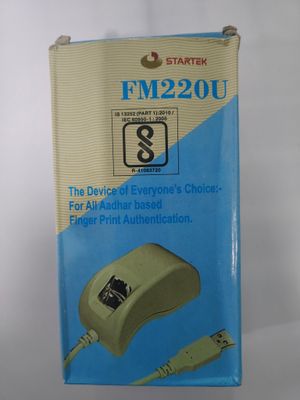 STARTEK
FM220U
IS 13252 (PART 1):2010 /
IEC 60950-1 : 2005
R-41063720
The Device of Everyone's Choice:-
For All Aadhar based
Finger Print Authentication.